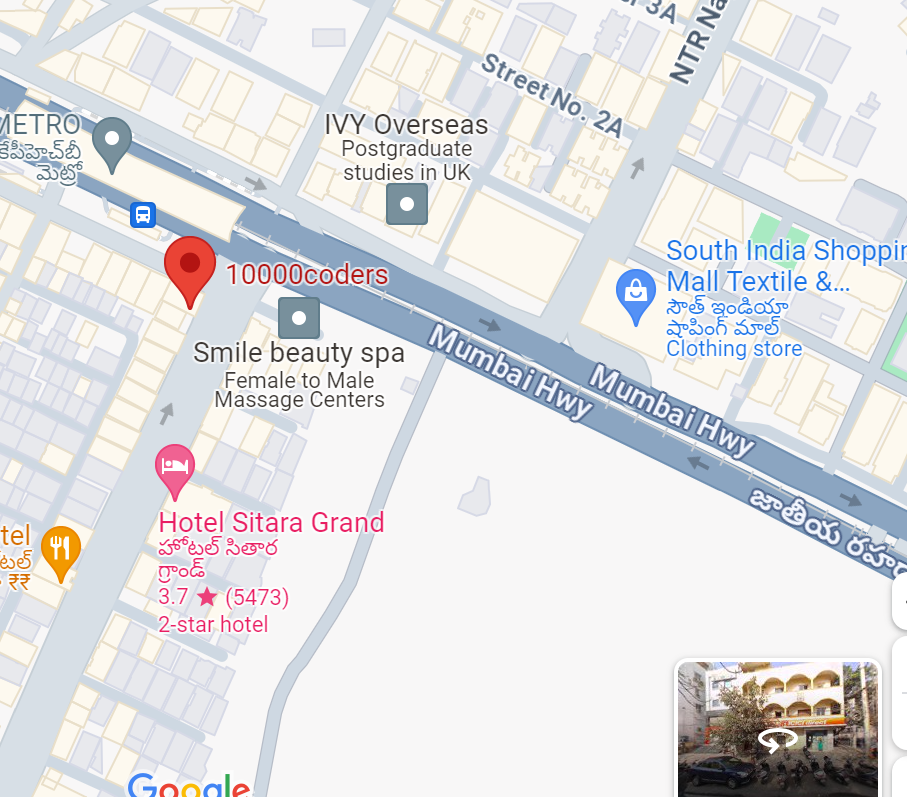 3A
Street No. 2A
NTR Na
METRO
కేపీహెచ్‌బీ
మెట్రో
IVY Overseas
Postgraduate
studies in UK
South India Shoppin
Mall Textile &...
సౌత్ ఇండియా
షాపింగ్ మాల్
Clothing store
10000coders
Smile beauty spa
Female to Male
Massage Centers
Mumbai Hwy
Mumbai Hwy
జాతీయ రహద
Hotel Sitara Grand
హోటల్ సితార
గ్రాండ్
3.7 ★ (5473)
2-star hotel
tel
టల్
₹₹
Google